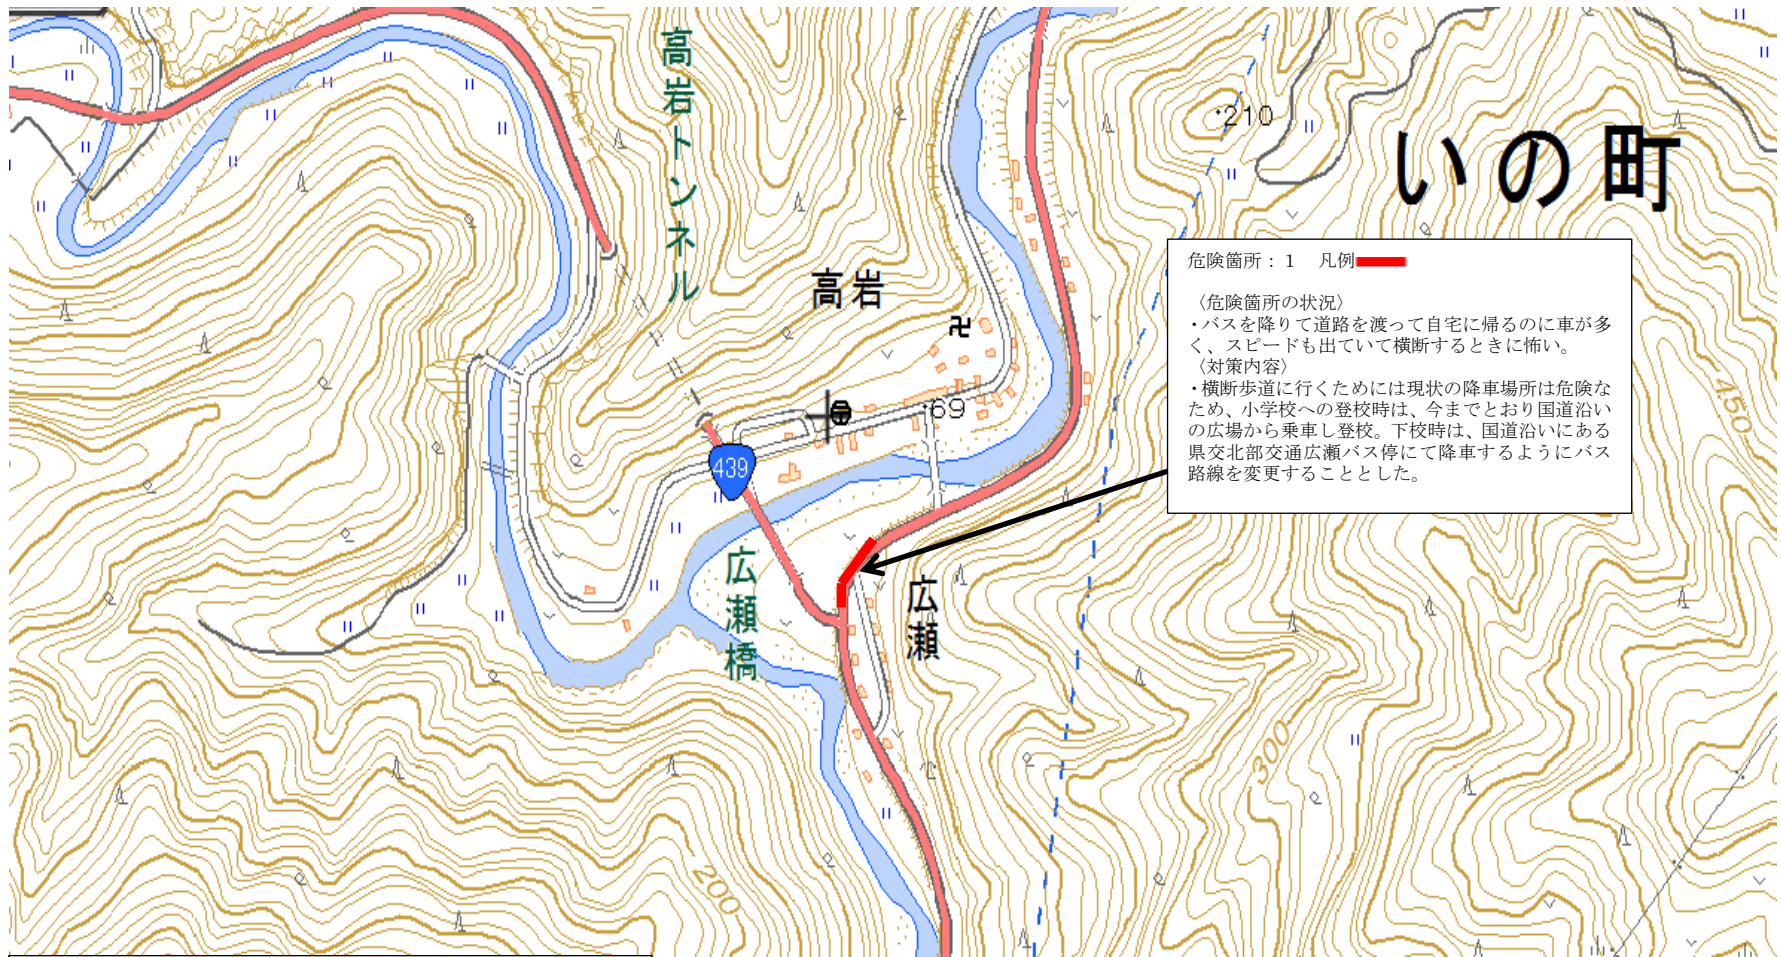 高岩トンネル
210
いの町
危険箇所：1　凡例
〈危険箇所の状況〉
・バスを降りて道路を渡って自宅に帰るのに車が多
く、スピードも出ていて横断するときに怖い。
〈対策内容〉
・横断歩道に行くためには現状の降車場所は危険な
ため、小学校への登校時は、今までとおり国道沿い
の広場から乗車し登校。下校時は、国道沿いにある
県交北部交通広瀬バス停にて降車するようにバス
路線を変更することとした。
高岩
69
439
450
広瀬橋
広瀬
300
200